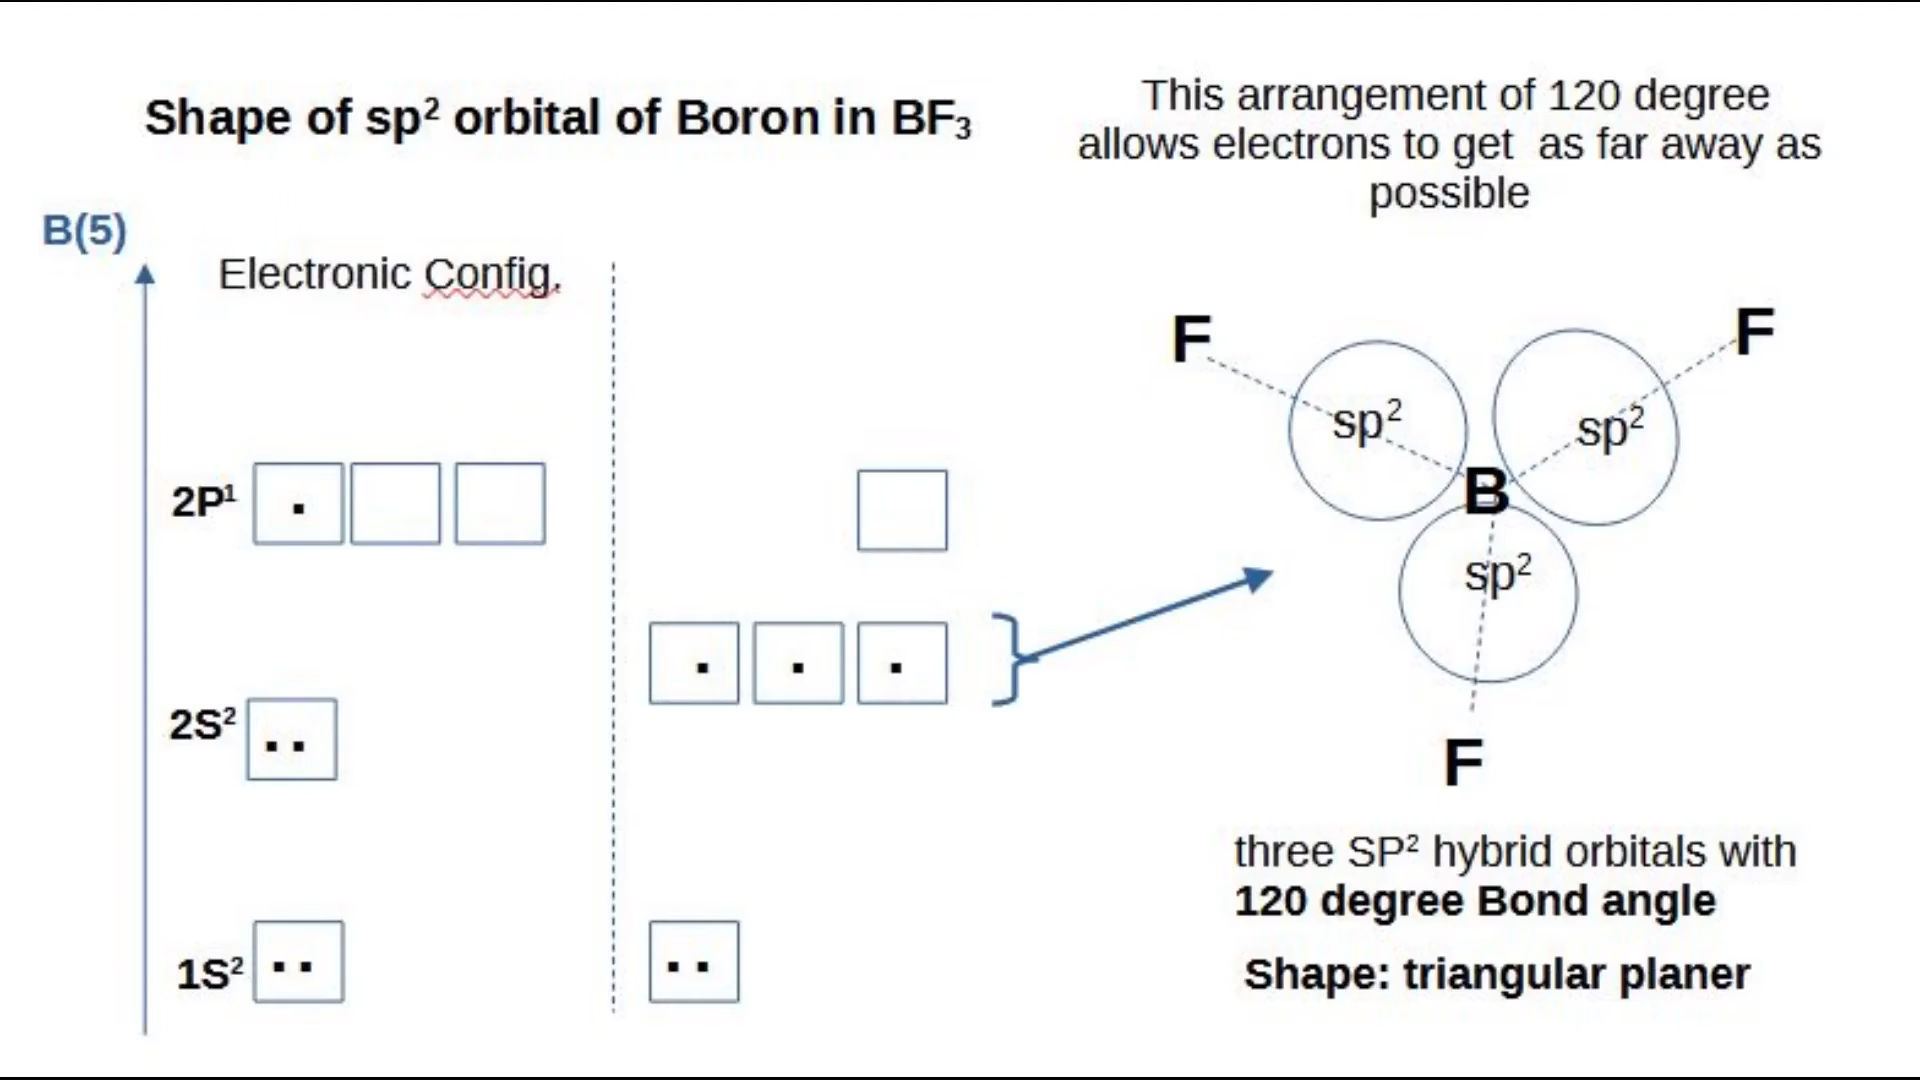 Shape of sp² orbital of Boron in BF₃
This arrangement of 120 degree
allows electrons to get as far away as
possible
B(5)
Electronic Config.
2P¹
2S²
1S²
F
F
sp²
sp²
B
sp²
F
three SP² hybrid orbitals with
120 degree Bond angle
Shape: triangular planer